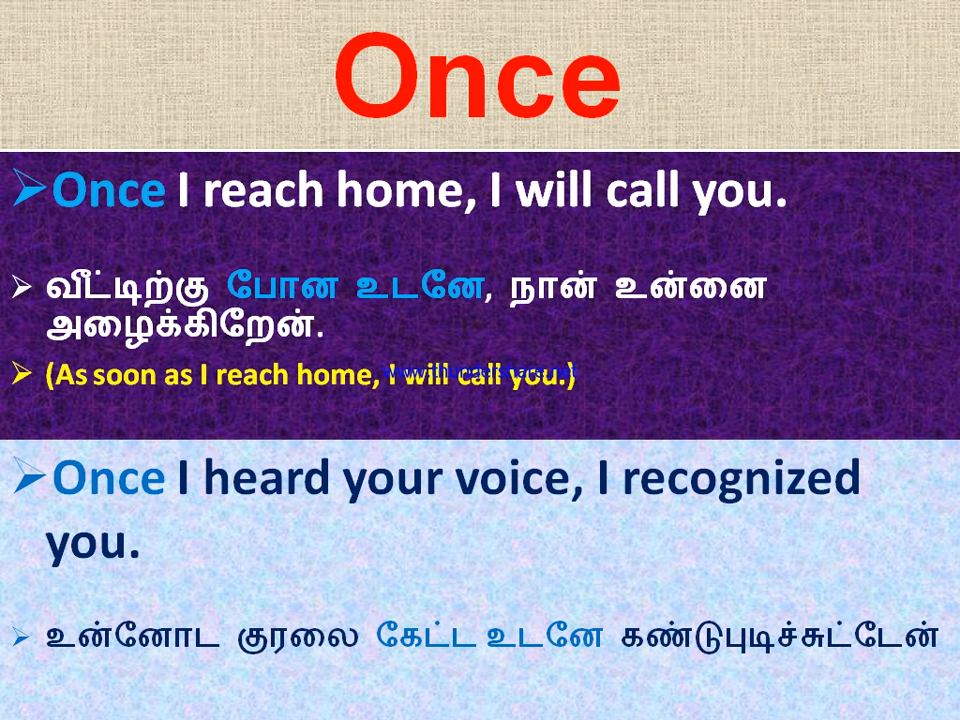 Once
➢Once I reach home, I will call you.
➢ வீட்டிற்கு போன உடனே, நான் உன்னை
அழைக்கிறேன்.
➢ (As soon as I reach home, I will call you.)
➢Once I heard your voice, I recognized
you.
➢ உன்னோட குரலை கேட்ட உடனே கண்டுபுடிச்சுட்டேன்